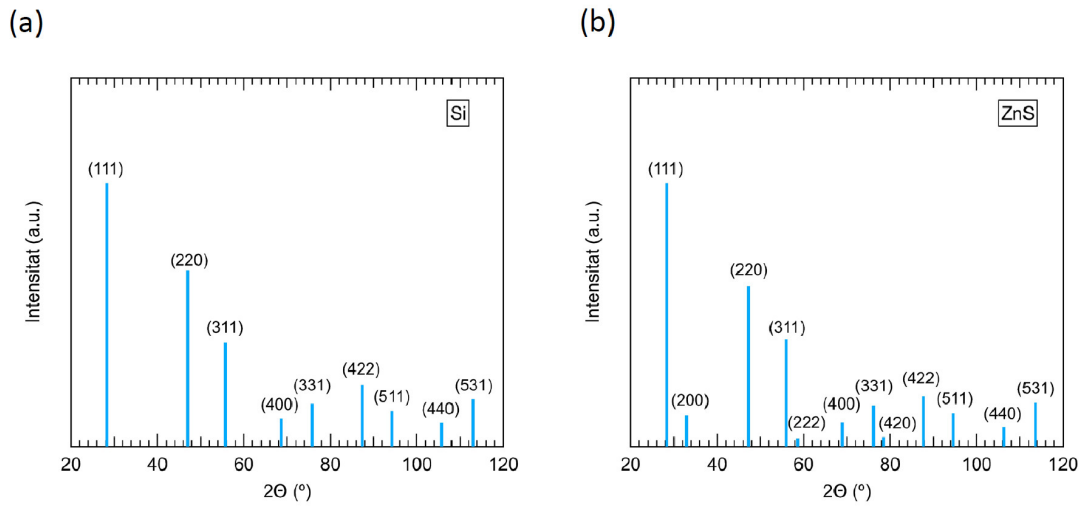 (a)
Si
(111)
(220)
(311)
(400)
(331)
(422)
(511)
(440)
(531)
Intensitat (a.u.)
20 40 60 80 100 120
2Θ (º)
(b)
ZnS
(111)
(200)
(220)
(311)
(222)
(400)
(331)
(420)
(422)
(511)
(440)
(531)
Intensitat (a.u.)
20 40 60 80 100 120
2Θ (º)